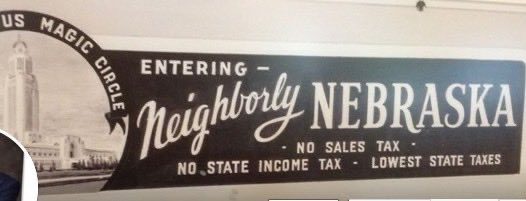 US MAGIC CIRCLE
ENTERING –
Neighborly NEBRASKA
- NO SALES TAX -
NO STATE INCOME TAX - LOWEST STATE TAXES